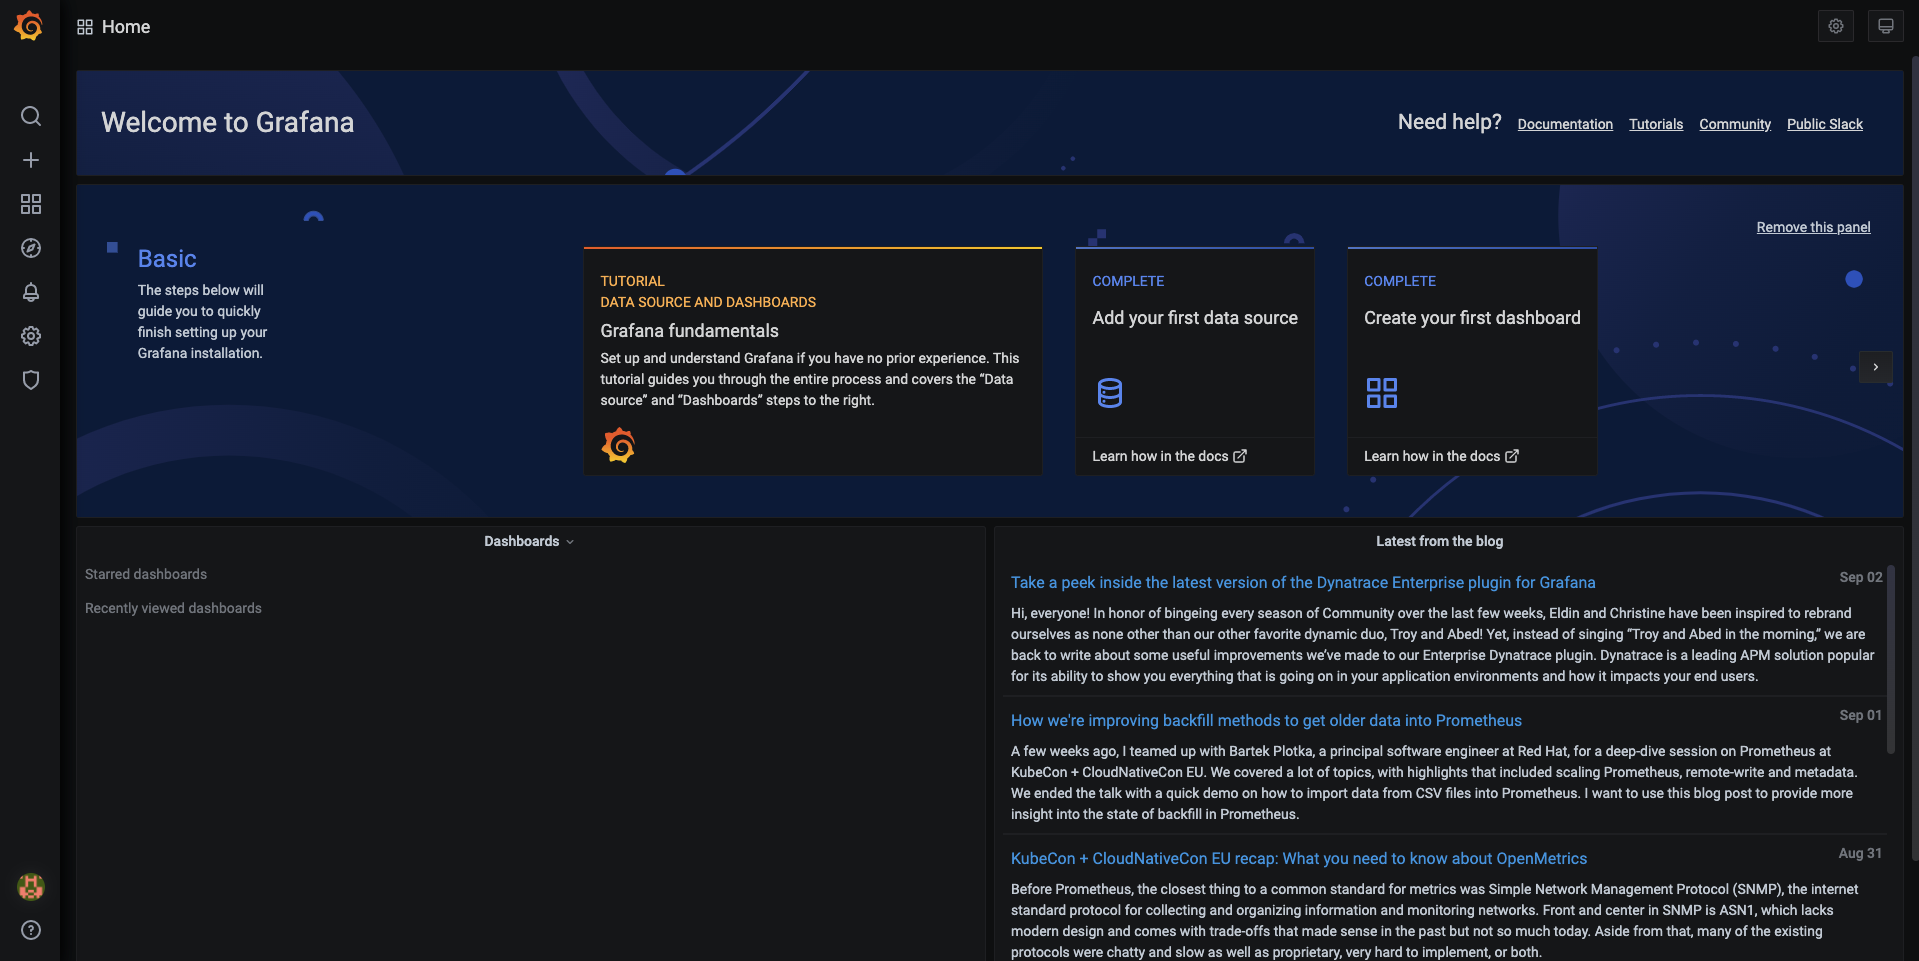 Home
Welcome to Grafana
Need help? Documentation Tutorials Community Public Slack
Remove this panel
Basic
The steps below will
guide you to quickly
finish setting up your
Grafana installation.
TUTORIAL
DATA SOURCE AND DASHBOARDS
Grafana fundamentals
Set up and understand Grafana if you have no prior experience. This
tutorial guides you through the entire process and covers the “Data
source” and “Dashboards” steps to the right.
COMPLETE
Add your first data source
Learn how in the docs
COMPLETE
Create your first dashboard
Learn how in the docs
Dashboards
Starred dashboards
Recently viewed dashboards
Latest from the blog
Take a peek inside the latest version of the Dynatrace Enterprise plugin for Grafana
Sep 02
Hi, everyone! In honor of bingeing every season of Community over the last few weeks, Eldin and Christine have been inspired to rebrand
ourselves as none other than our other favorite dynamic duo, Troy and Abed! Yet, instead of singing “Troy and Abed in the morning,” we are
back to write about some useful improvements we’ve made to our Enterprise Dynatrace plugin. Dynatrace is a leading APM solution popular
for its ability to show you everything that is going on in your application environments and how it impacts your end users.
How we're improving backfill methods to get older data into Prometheus
Sep 01
A few weeks ago, I teamed up with Bartek Plotka, a principal software engineer at Red Hat, for a deep-dive session on Prometheus at
KubeCon + CloudNativeCon EU. We covered a lot of topics, with highlights that included scaling Prometheus, remote-write and metadata.
We ended the talk with a quick demo on how to import data from CSV files into Prometheus. I want to use this blog post to provide more
insight into the state of backfill in Prometheus.
KubeCon + CloudNativeCon EU recap: What you need to know about OpenMetrics
Aug 31
Before Prometheus, the closest thing to a common standard for metrics was Simple Network Management Protocol (SNMP), the internet
standard protocol for collecting and organizing information and monitoring networks. Front and center in SNMP is ASN1, which lacks
modern design and comes with trade-offs that made sense in the past but not so much today. Aside from that, many of the existing
protocols were chatty and slow as well as proprietary, very hard to implement, or both.